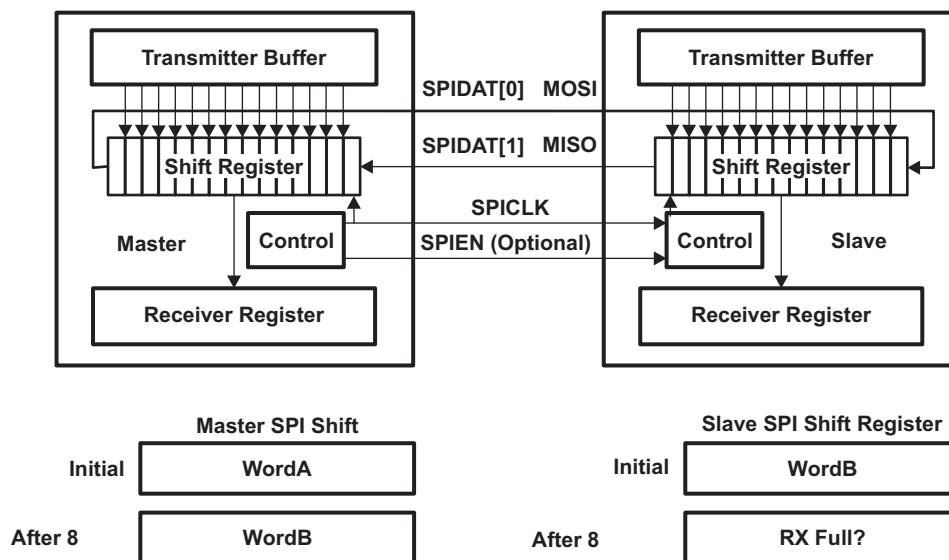 Transmitter Buffer
Transmitter Buffer
SPIDAT[0] MOSI
SPIDAT[1] MISO
Shift Register
Shift Register
SPICLK
Master
Control
SPIEN (Optional)
Control
Slave
Receiver Register
Receiver Register
Master SPI Shift
Slave SPI Shift Register
Initial
WordA
Initial
WordB
After 8
WordB
After 8
RX Full?